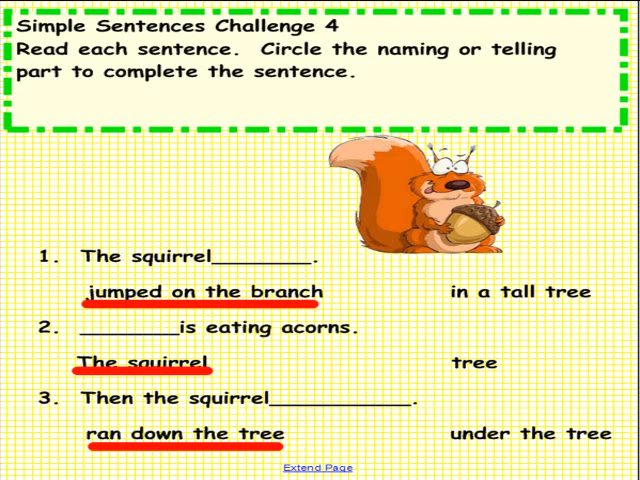 Simple Sentences Challenge 4
Read each sentence.  Circle the naming or telling
part to complete the sentence.
1.  The squirrel________.
jumped on the branch  in a tall tree
2.  ________is eating acorns.
The squirrel  tree
3.  Then the squirrel___________.
ran down the tree  under the tree
Extend Page